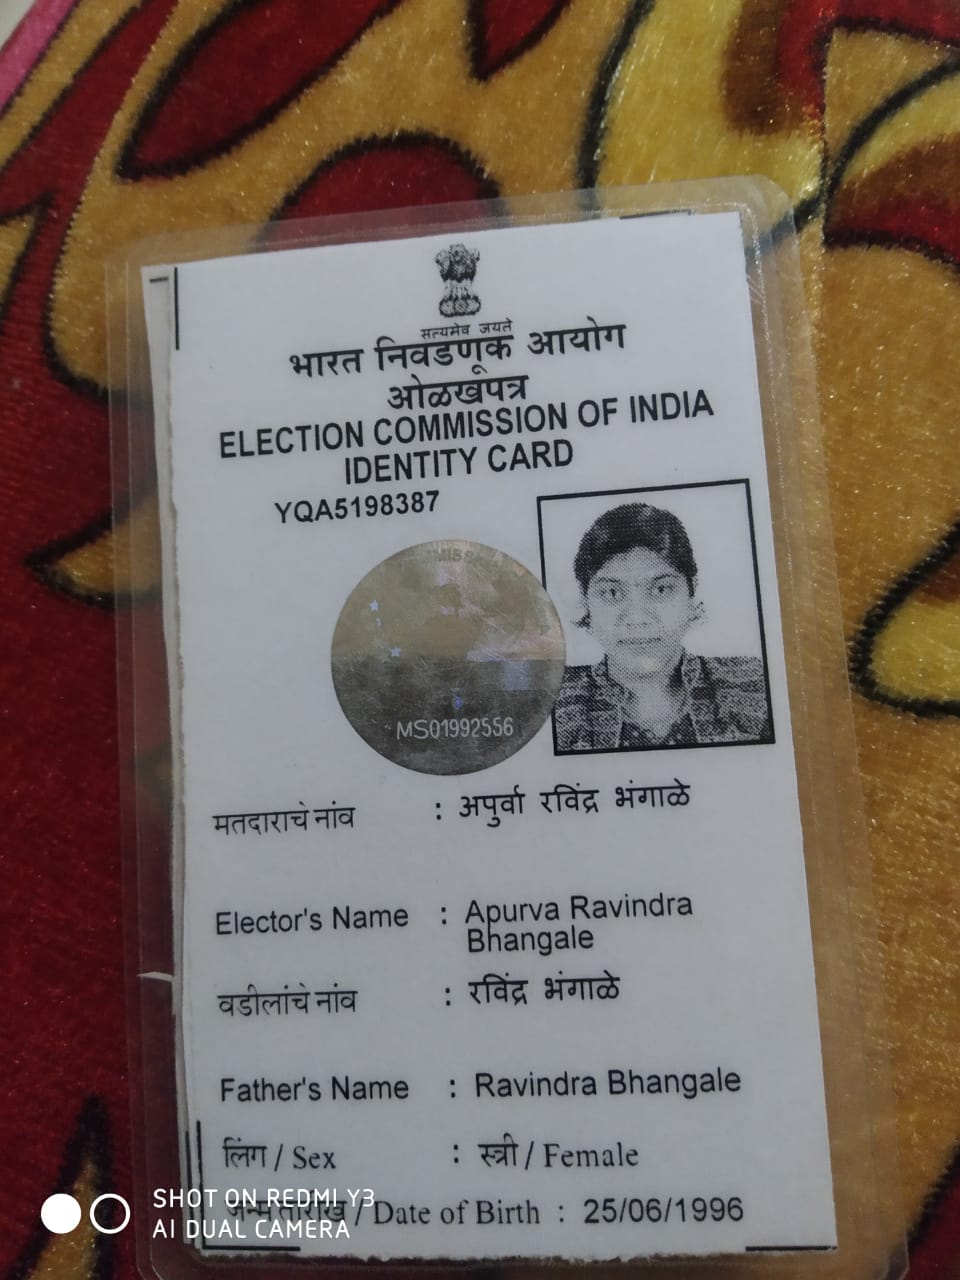 सत्यमेव जयते
भारत निवडणूक आयोग
ओळखपत्र
ELECTION COMMISSION OF INDIA
IDENTITY CARD
YQA5198387
MISS
MS01992556
मतदाराचे नांव : अपुर्वा रविंद्र भंगाळे
Elector's Name : Apurva Ravindra
Bhangale
वडीलांचे नांव : रविंद्र भंगाळे
Father's Name : Ravindra Bhangale
लिंग / Sex : स्त्री / Female
जन्म तारीख / Date of Birth : 25/06/1996
SHOT ON REDMI Y3
AI DUAL CAMERA